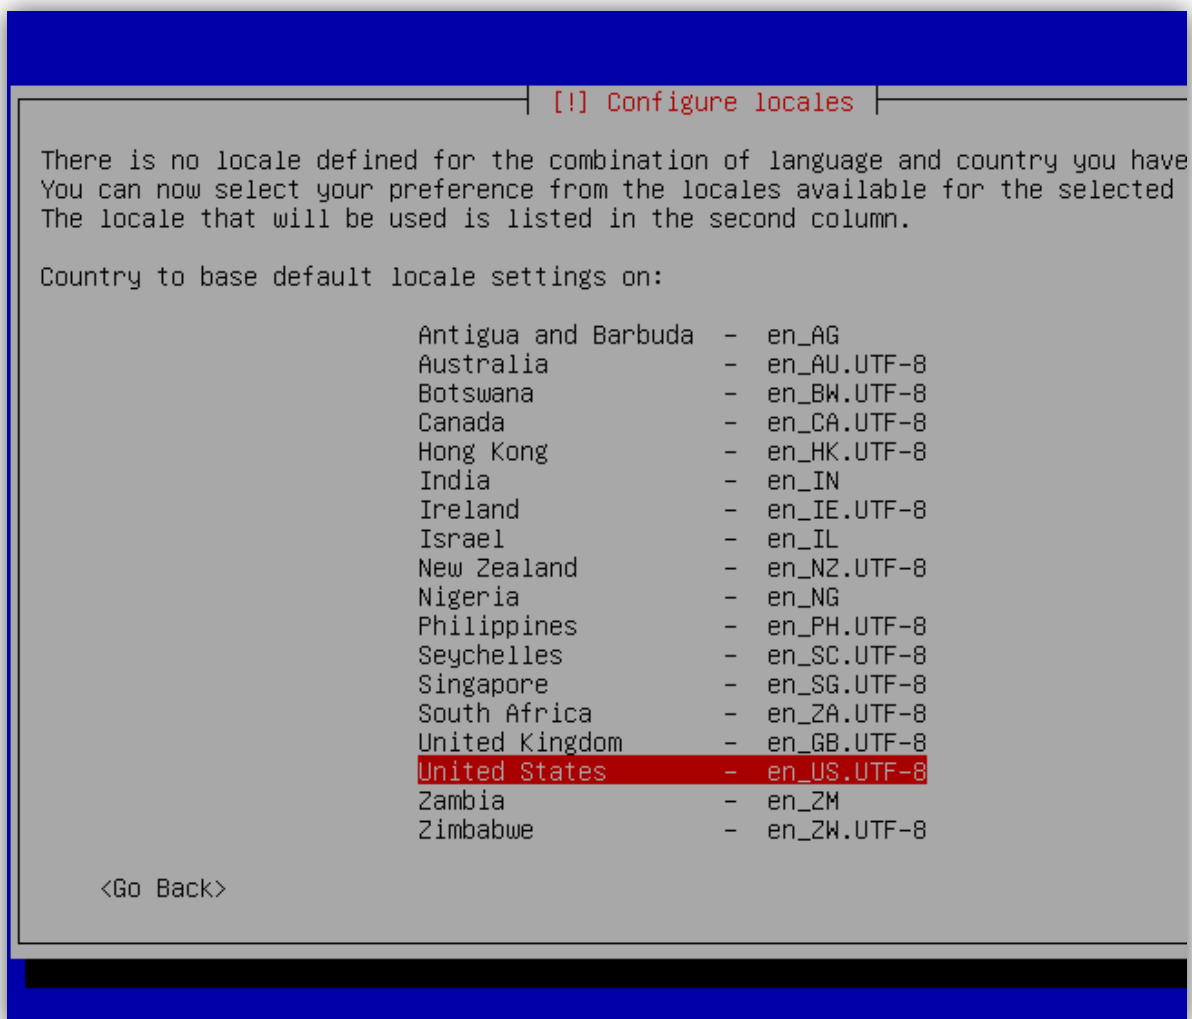 [!] Configure locales
There is no locale defined for the combination of language and country you have
You can now select your preference from the locales available for the selected
The locale that will be used is listed in the second column.
Country to base default locale settings on:
Antigua and Barbuda - en_AG
Australia - en_AU.UTF-8
Botswana - en_BW.UTF-8
Canada - en_CA.UTF-8
Hong Kong - en_HK.UTF-8
India - en_IN
Ireland - en_IE.UTF-8
Israel - en_IL
New Zealand - en_NZ.UTF-8
Nigeria - en_NG
Philippines - en_PH.UTF-8
Seychelles - en_SC.UTF-8
Singapore - en_SG.UTF-8
South Africa - en_ZA.UTF-8
United Kingdom - en_GB.UTF-8
United States - en_US.UTF-8
Zambia - en_ZM
Zimbabwe - en_ZW.UTF-8
<Go Back>